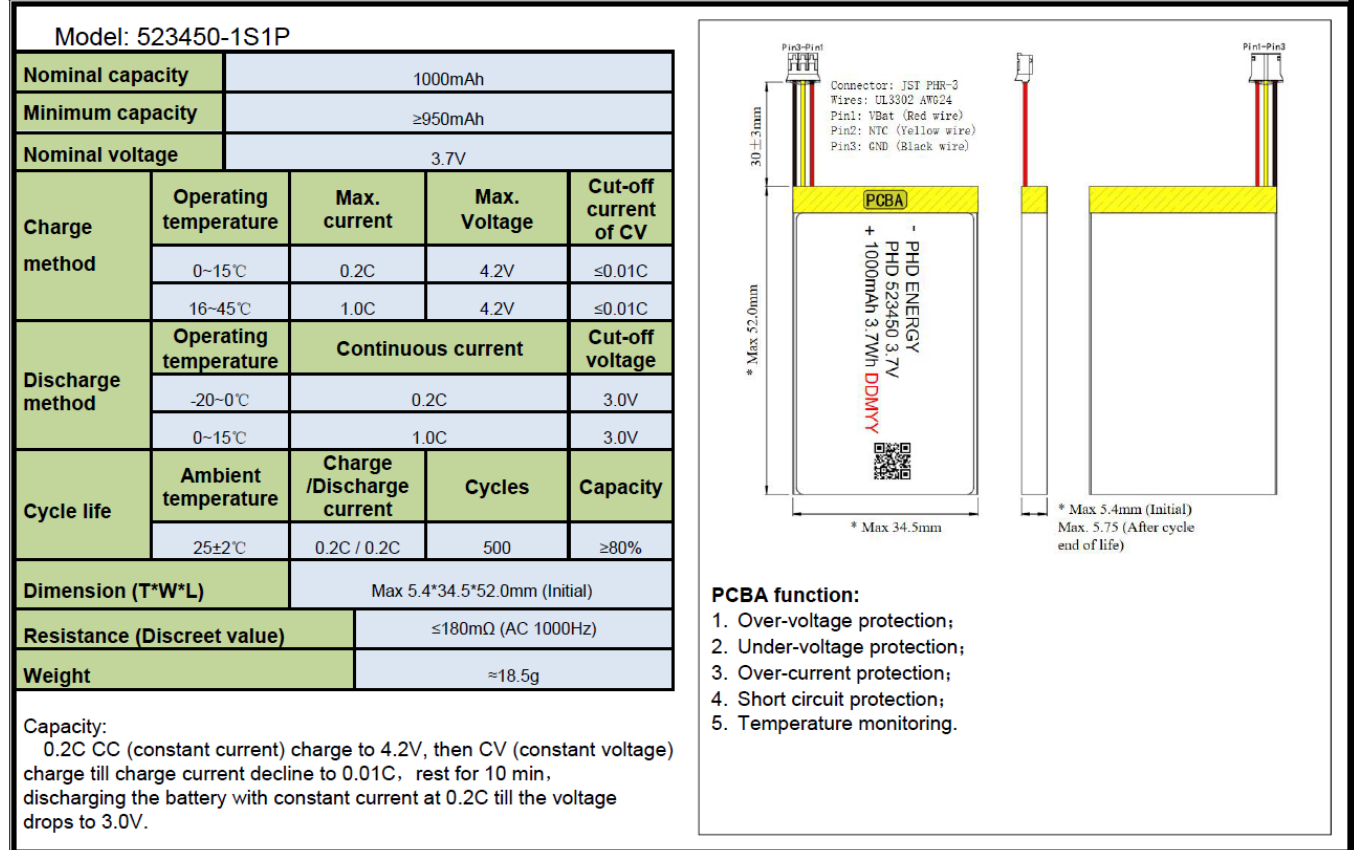 Model: 523450-1S1P
Nominal capacity 1000mAh
Minimum capacity ≥950mAh
Nominal voltage 3.7V
Charge method
Operating temperature
Max. current
Max. Voltage
Cut-off current of CV
0~15℃ 0.2C 4.2V ≤0.01C
16~45℃ 1.0C 4.2V ≤0.01C
Discharge method
Operating temperature
Continuous current
Cut-off voltage
-20~0℃ 0.2C 3.0V
0~15℃ 1.0C 3.0V
Cycle life
Ambient temperature
Charge /Discharge current
Cycles
Capacity
25±2℃ 0.2C / 0.2C 500 ≥80%
Dimension (T*W*L) Max 5.4*34.5*52.0mm (Initial)
Resistance (Discreet value) ≤180mΩ (AC 1000Hz)
Weight ≈18.5g
Capacity:
0.2C CC (constant current) charge to 4.2V, then CV (constant voltage)
charge till charge current decline to 0.01C，rest for 10 min，
discharging the battery with constant current at 0.2C till the voltage
drops to 3.0V.
Pin3-Pin1
Pin1-Pin3
Connector: JST PHR-3
Wires: UL3302 AWG24
Pin1: VBat (Red wire)
Pin2: NTC (Yellow wire)
Pin3: GND (Black wire)
30±3mm
PCBA
* Max 52.0mm
- PHD ENERGY
PHD 523450 3.7V
+ 1000mAh 3.7Wh DDMYY
* Max 34.5mm
* Max 5.4mm (Initial)
Max. 5.75 (After cycle
end of life)
PCBA function:
1. Over-voltage protection;
2. Under-voltage protection;
3. Over-current protection;
4. Short circuit protection;
5. Temperature monitoring.